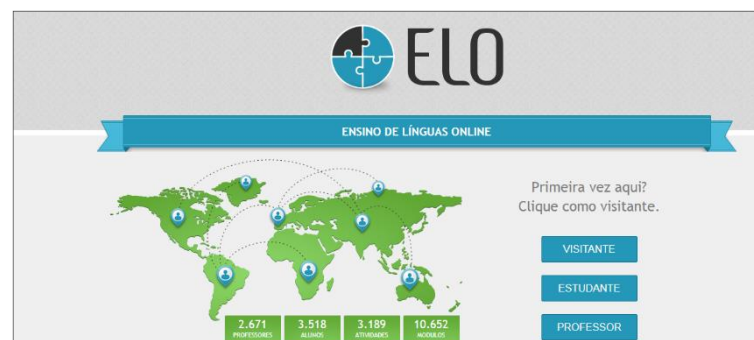 ELO
ENSINO DE LÍNGUAS ONLINE
Primeira vez aqui?
Clique como visitante.
VISITANTE
ESTUDANTE
PROFESSOR
2.671 3.518 3.189 10.652
PROFESSORES ALUNOS ATIVIDADES MÓDULOS